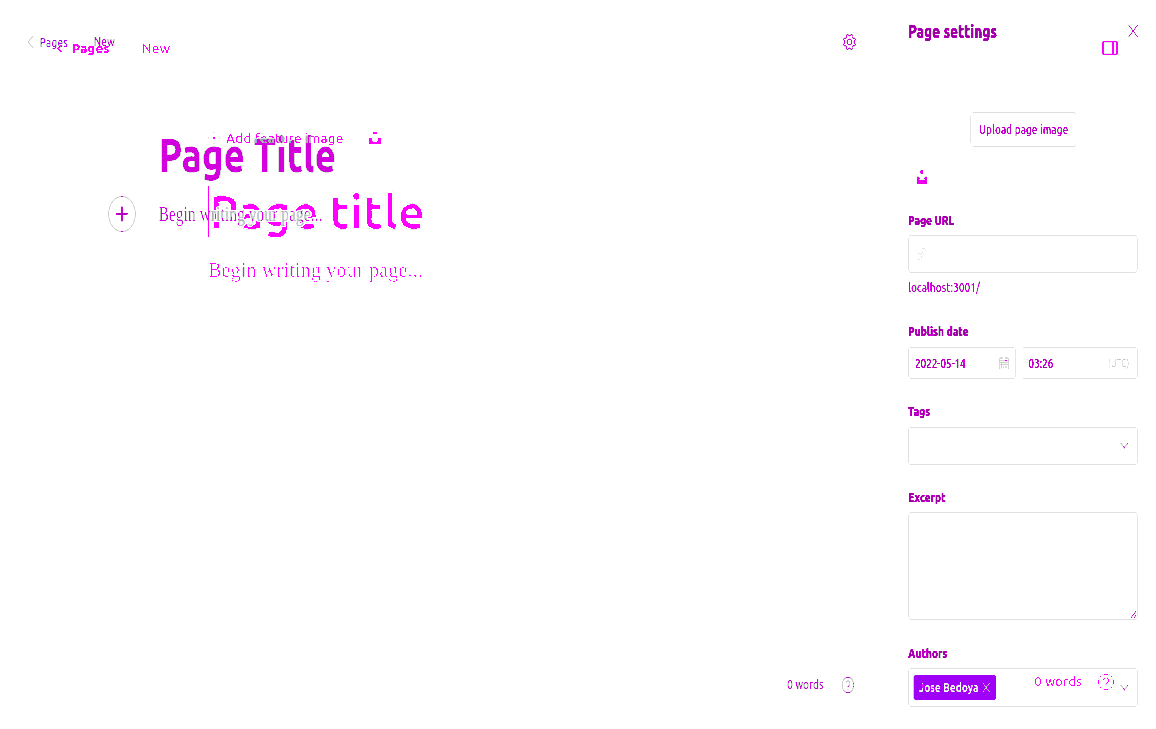 Pages New
Pages New
Page settings
Add feature image
Page Title
Upload page image
Page title
Begin writing your page...
Page URL
localhost:3001/
Begin writing your page...
Publish date
2022-05-14 03:26 (UTC)
Tags
Excerpt
Authors
Jose Bedoya
0 words
0 words ?